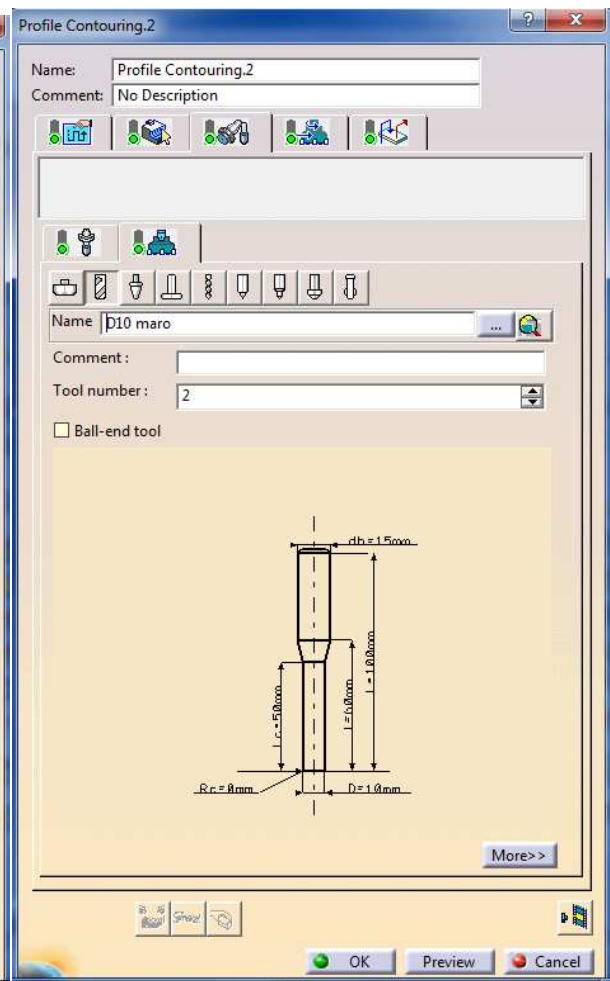 Profile Contouring.2
Name: Profile Contouring.2
Comment: No Description
Name D10 maro ...
Comment :
Tool number : 2
Ball-end tool
db=15mm
L=100mm
l=60mm
Lc=50mm
Rc=0mm
D=10mm
More>>
OK Preview Cancel